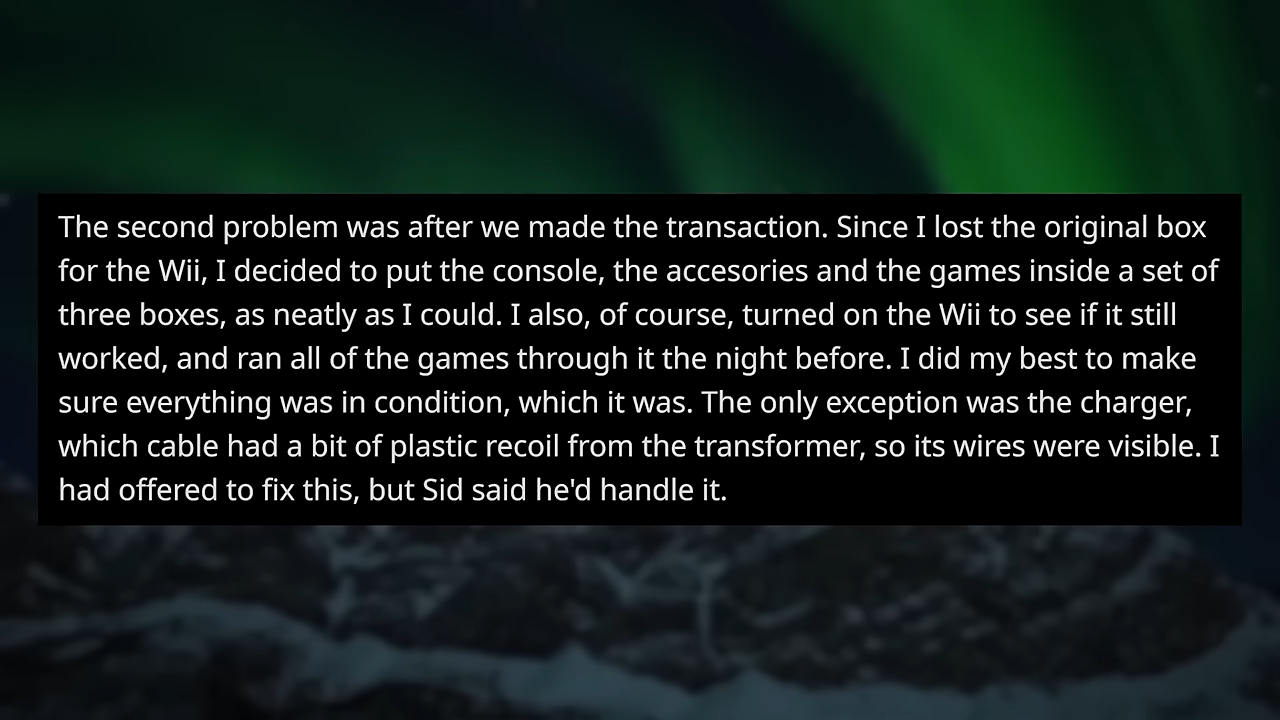 The second problem was after we made the transaction. Since I lost the original box
for the Wii, I decided to put the console, the accesories and the games inside a set of
three boxes, as neatly as I could. I also, of course, turned on the Wii to see if it still
worked, and ran all of the games through it the night before. I did my best to make
sure everything was in condition, which it was. The only exception was the charger,
which cable had a bit of plastic recoil from the transformer, so its wires were visible. I
had offered to fix this, but Sid said he'd handle it.